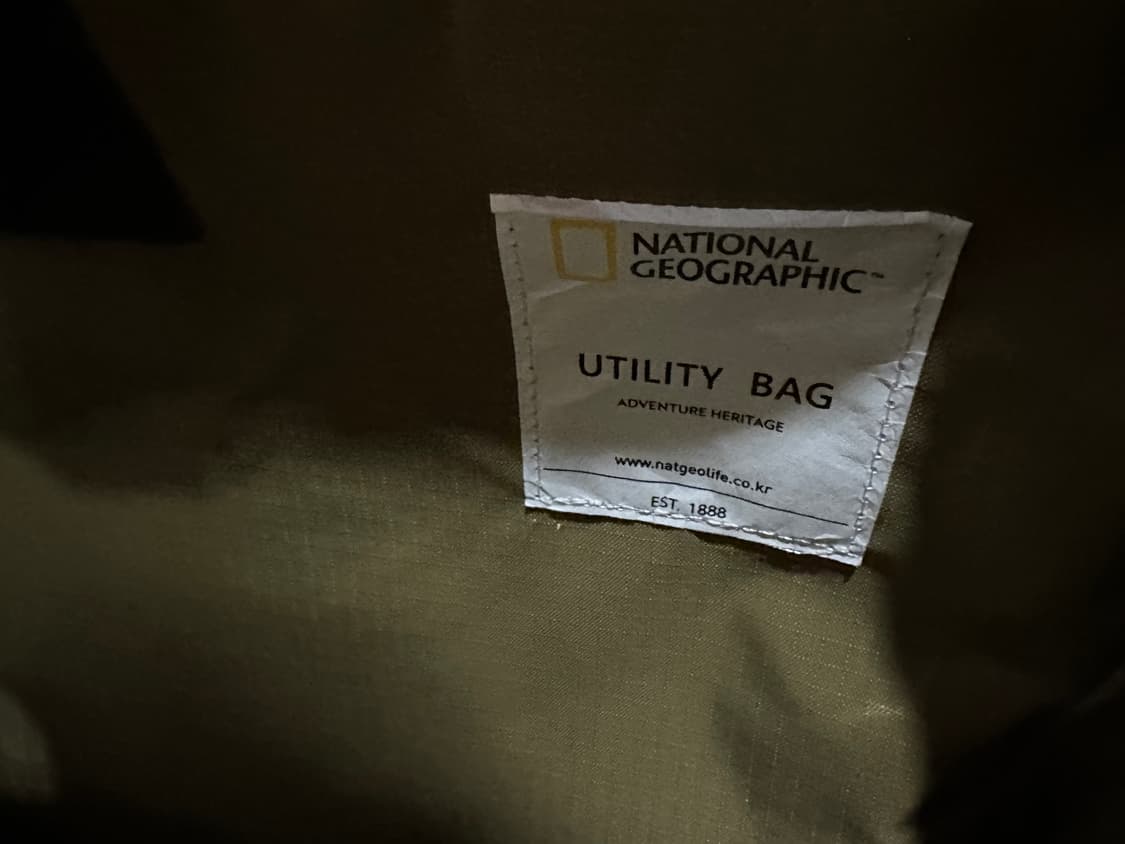 NATIONAL
GEOGRAPHIC™
UTILITY BAG
ADVENTURE HERITAGE
www.natgeolife.co.kr
EST. 1888